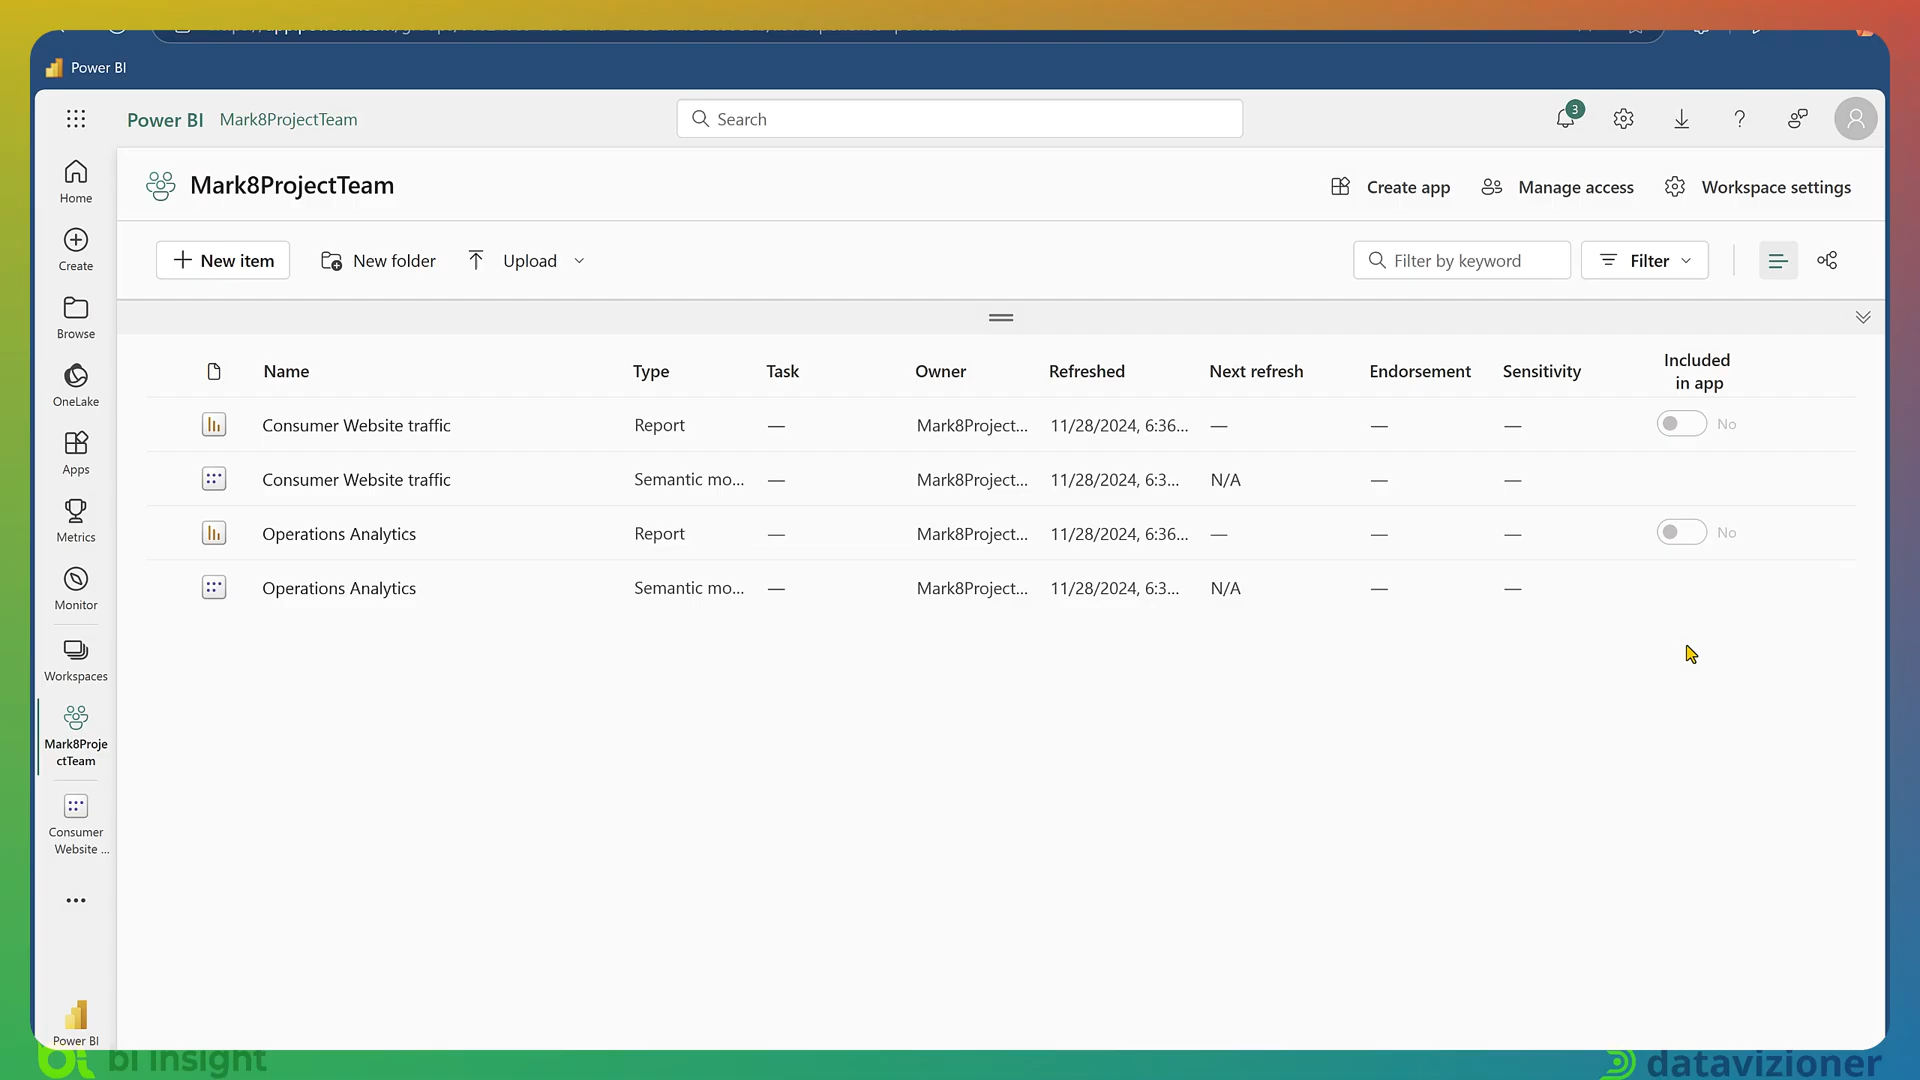 Power BI
Power BI Mark8ProjectTeam
Search
3
Mark8ProjectTeam
Create app
Manage access
Workspace settings
New item
New folder
Upload
Filter by keyword
Filter
Home
Create
Browse
OneLake
Apps
Metrics
Monitor
Workspaces
Mark8Proje
ctTeam
Consumer
Website ...
Power BI
Name Type Task Owner Refreshed Next refresh Endorsement Sensitivity Included
in app
Consumer Website traffic Report — Mark8Project... 11/28/2024, 6:36... — — — No
Consumer Website traffic Semantic mo... — Mark8Project... 11/28/2024, 6:3... N/A — —
Operations Analytics Report — Mark8Project... 11/28/2024, 6:36... — — — No
Operations Analytics Semantic mo... — Mark8Project... 11/28/2024, 6:3... N/A — —
bi insight
datavizioner